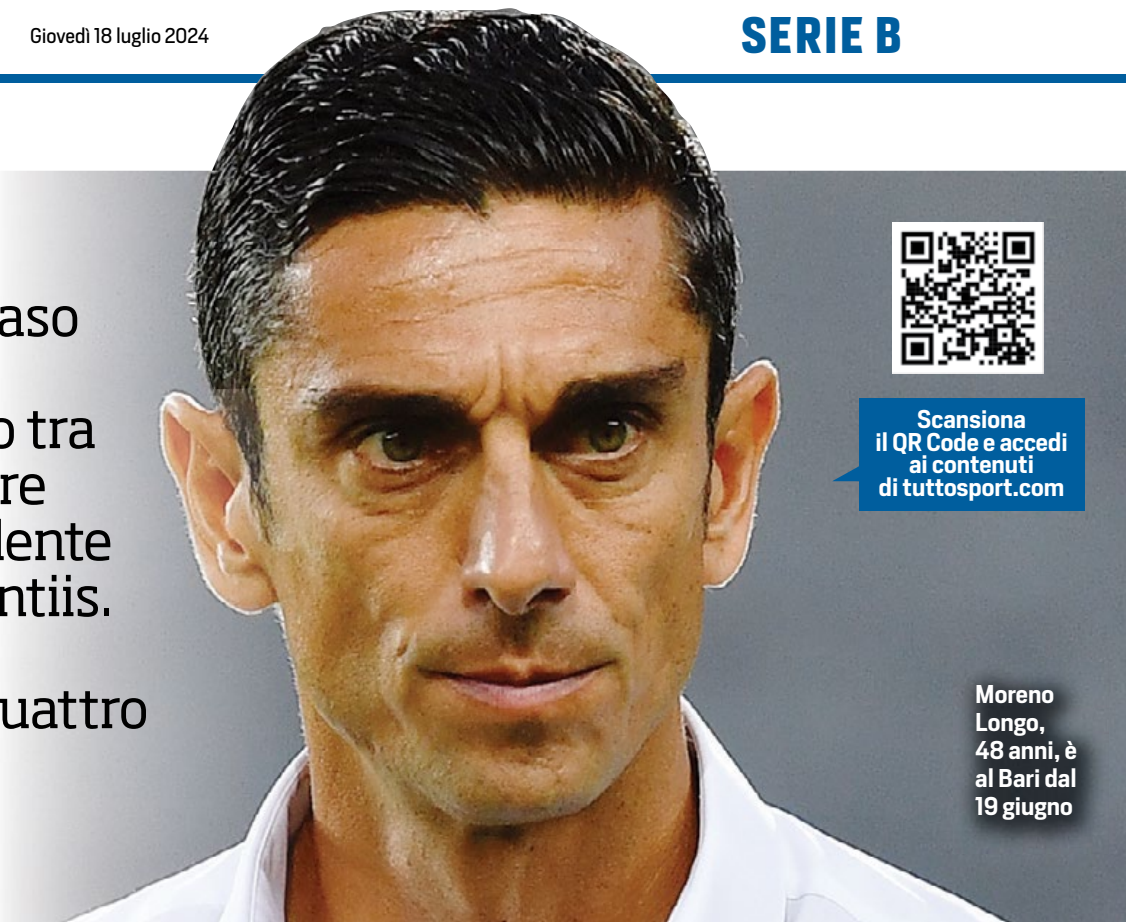 Giovedì 18 luglio 2024
SERIE B
aso
o tra
re
lente
ntiis.
uattro
Scansiona
il QR Code e accedi
ai contenuti
di tuttosport.com
Moreno
Longo,
48 anni, è
al Bari dal
19 giugno